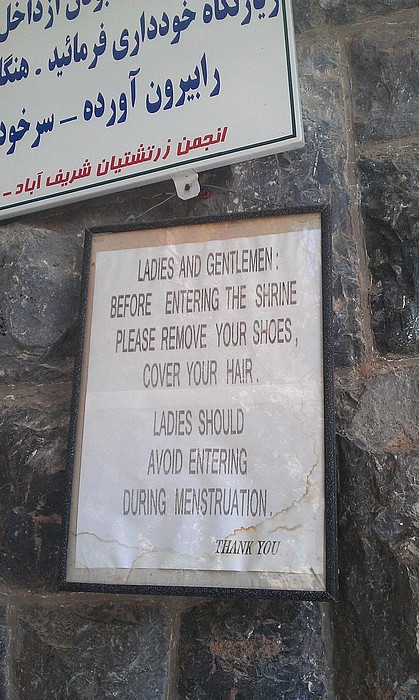 زیارتگاه خودداری فرمائید . هنگا
رابیرون آورده – سرخود
انجمن زرتشتیان شریف آباد –
LADIES AND GENTLEMEN :
BEFORE ENTERING THE SHRINE
PLEASE REMOVE YOUR SHOES,
COVER YOUR HAIR.
LADIES SHOULD
AVOID ENTERING
DURING MENSTRUATION.
THANK YOU